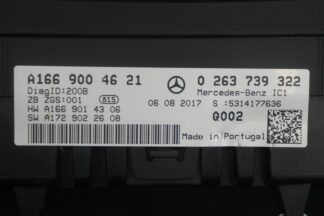 A166 900 46 21 0 263 739 322
DiagID:2008 Mercedes-Benz IC1
ZB ZGS:001 815 06 08 2017 S :5314177636
HW A166 901 43 06 Q002
SW A172 902 26 08
Made in Portugal